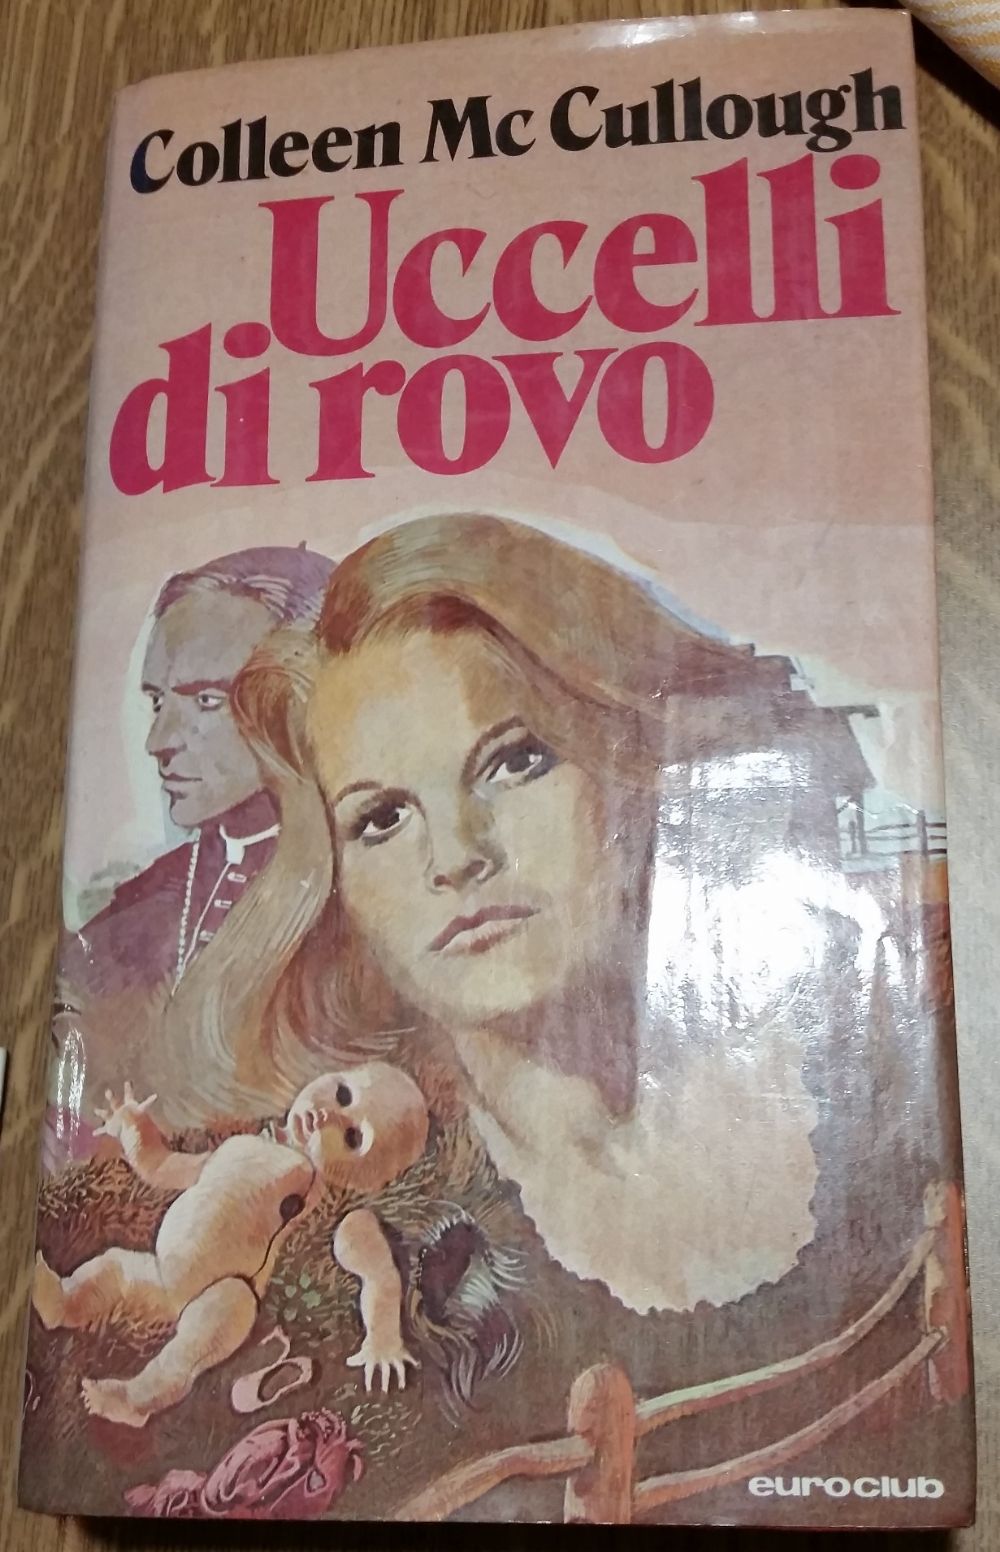 Colleen Mc Cullough
Uccelli
di rovo
euroclub